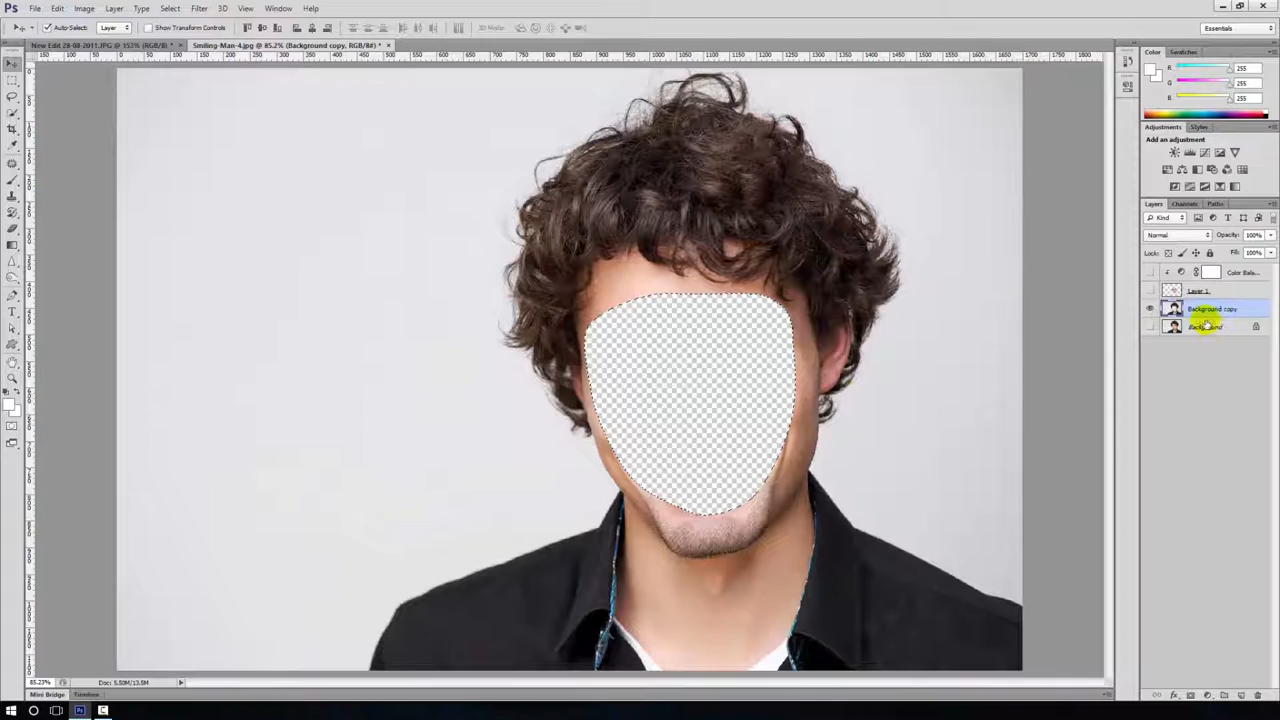 Ps File Edit Image Layer Type Select Filter 3D View Window Help
Auto-Select: Layer Show Transform Controls 3D Mode: Essentials
New Edit 28-08-2011.JPG @ 153% (RGB/8) * × Smiling-Man-4.jpg @ 85.2% (Background copy, RGB/8#) * ×
Color Swatches
R 255
G 255
B 255
Adjustments Styles
Add an adjustment
Layers Channels Paths
Kind
Normal Opacity: 100%
Lock: Fill: 100%
Color Bala...
Layer 1
Background copy
Background
85.23% Doc: 5.50M/13.5M
Mini Bridge Timeline